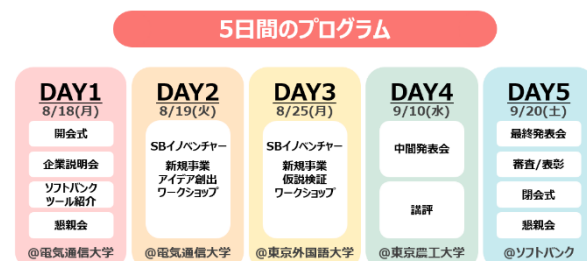 5日間のプログラム
DAY1
8/18(月)
開会式
企業説明会
ソフトバンク
ツール紹介
懇親会
@電気通信大学
DAY2
8/19(火)
SBイノベンチャー
新規事業
アイデア創出
ワークショップ
@電気通信大学
DAY3
8/25(月)
SBイノベンチャー
新規事業
仮説検証
ワークショップ
@東京外国語大学
DAY4
9/10(水)
中間発表会
講評
@東京農工大学
DAY5
9/20(土)
最終発表会
審査/表彰
閉会式
懇親会
@ソフトバンク